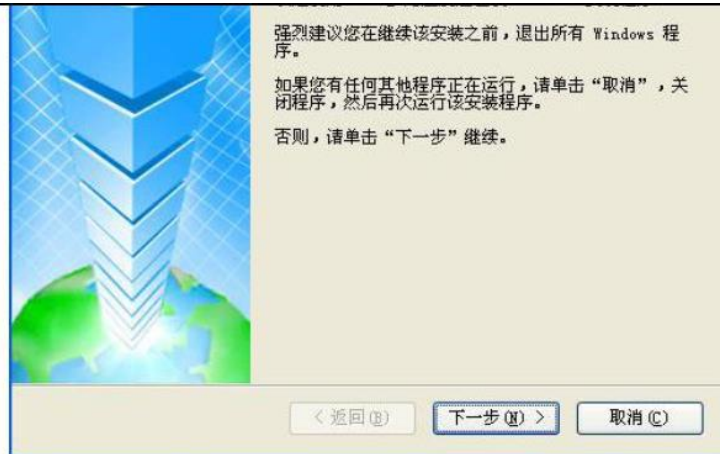 强烈建议您在继续该安装之前，退出所有 Windows 程
序。
如果您有任何其他程序正在运行，请单击“取消”，关
闭程序，然后再次运行该安装程序。
否则，请单击“下一步”继续。
< 返回(B)
下一步(N) >
取消(C)